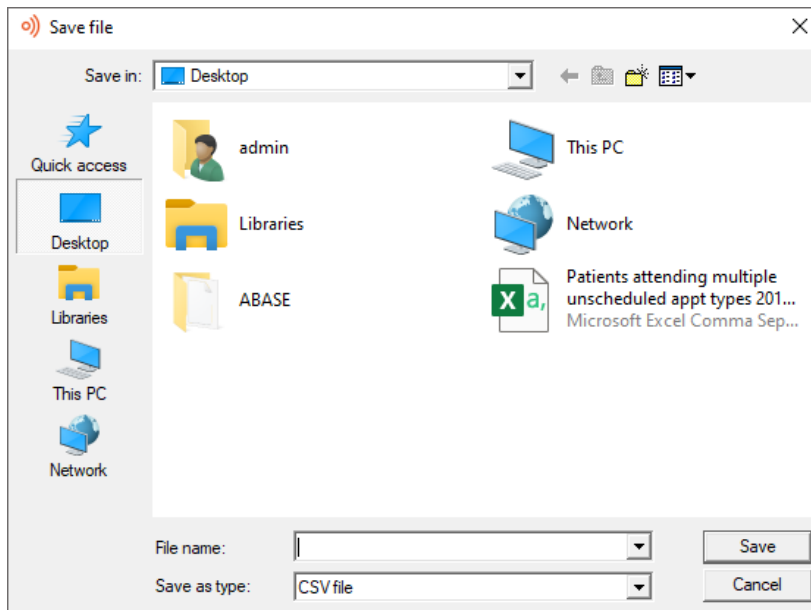 Save file
Save in:
Desktop
Quick access
Desktop
Libraries
This PC
Network
admin
This PC
Libraries
Network
ABASE
Patients attending multiple
unscheduled appt types 201...
Microsoft Excel Comma Sep...
File name:
Save
Save as type:
CSV file
Cancel